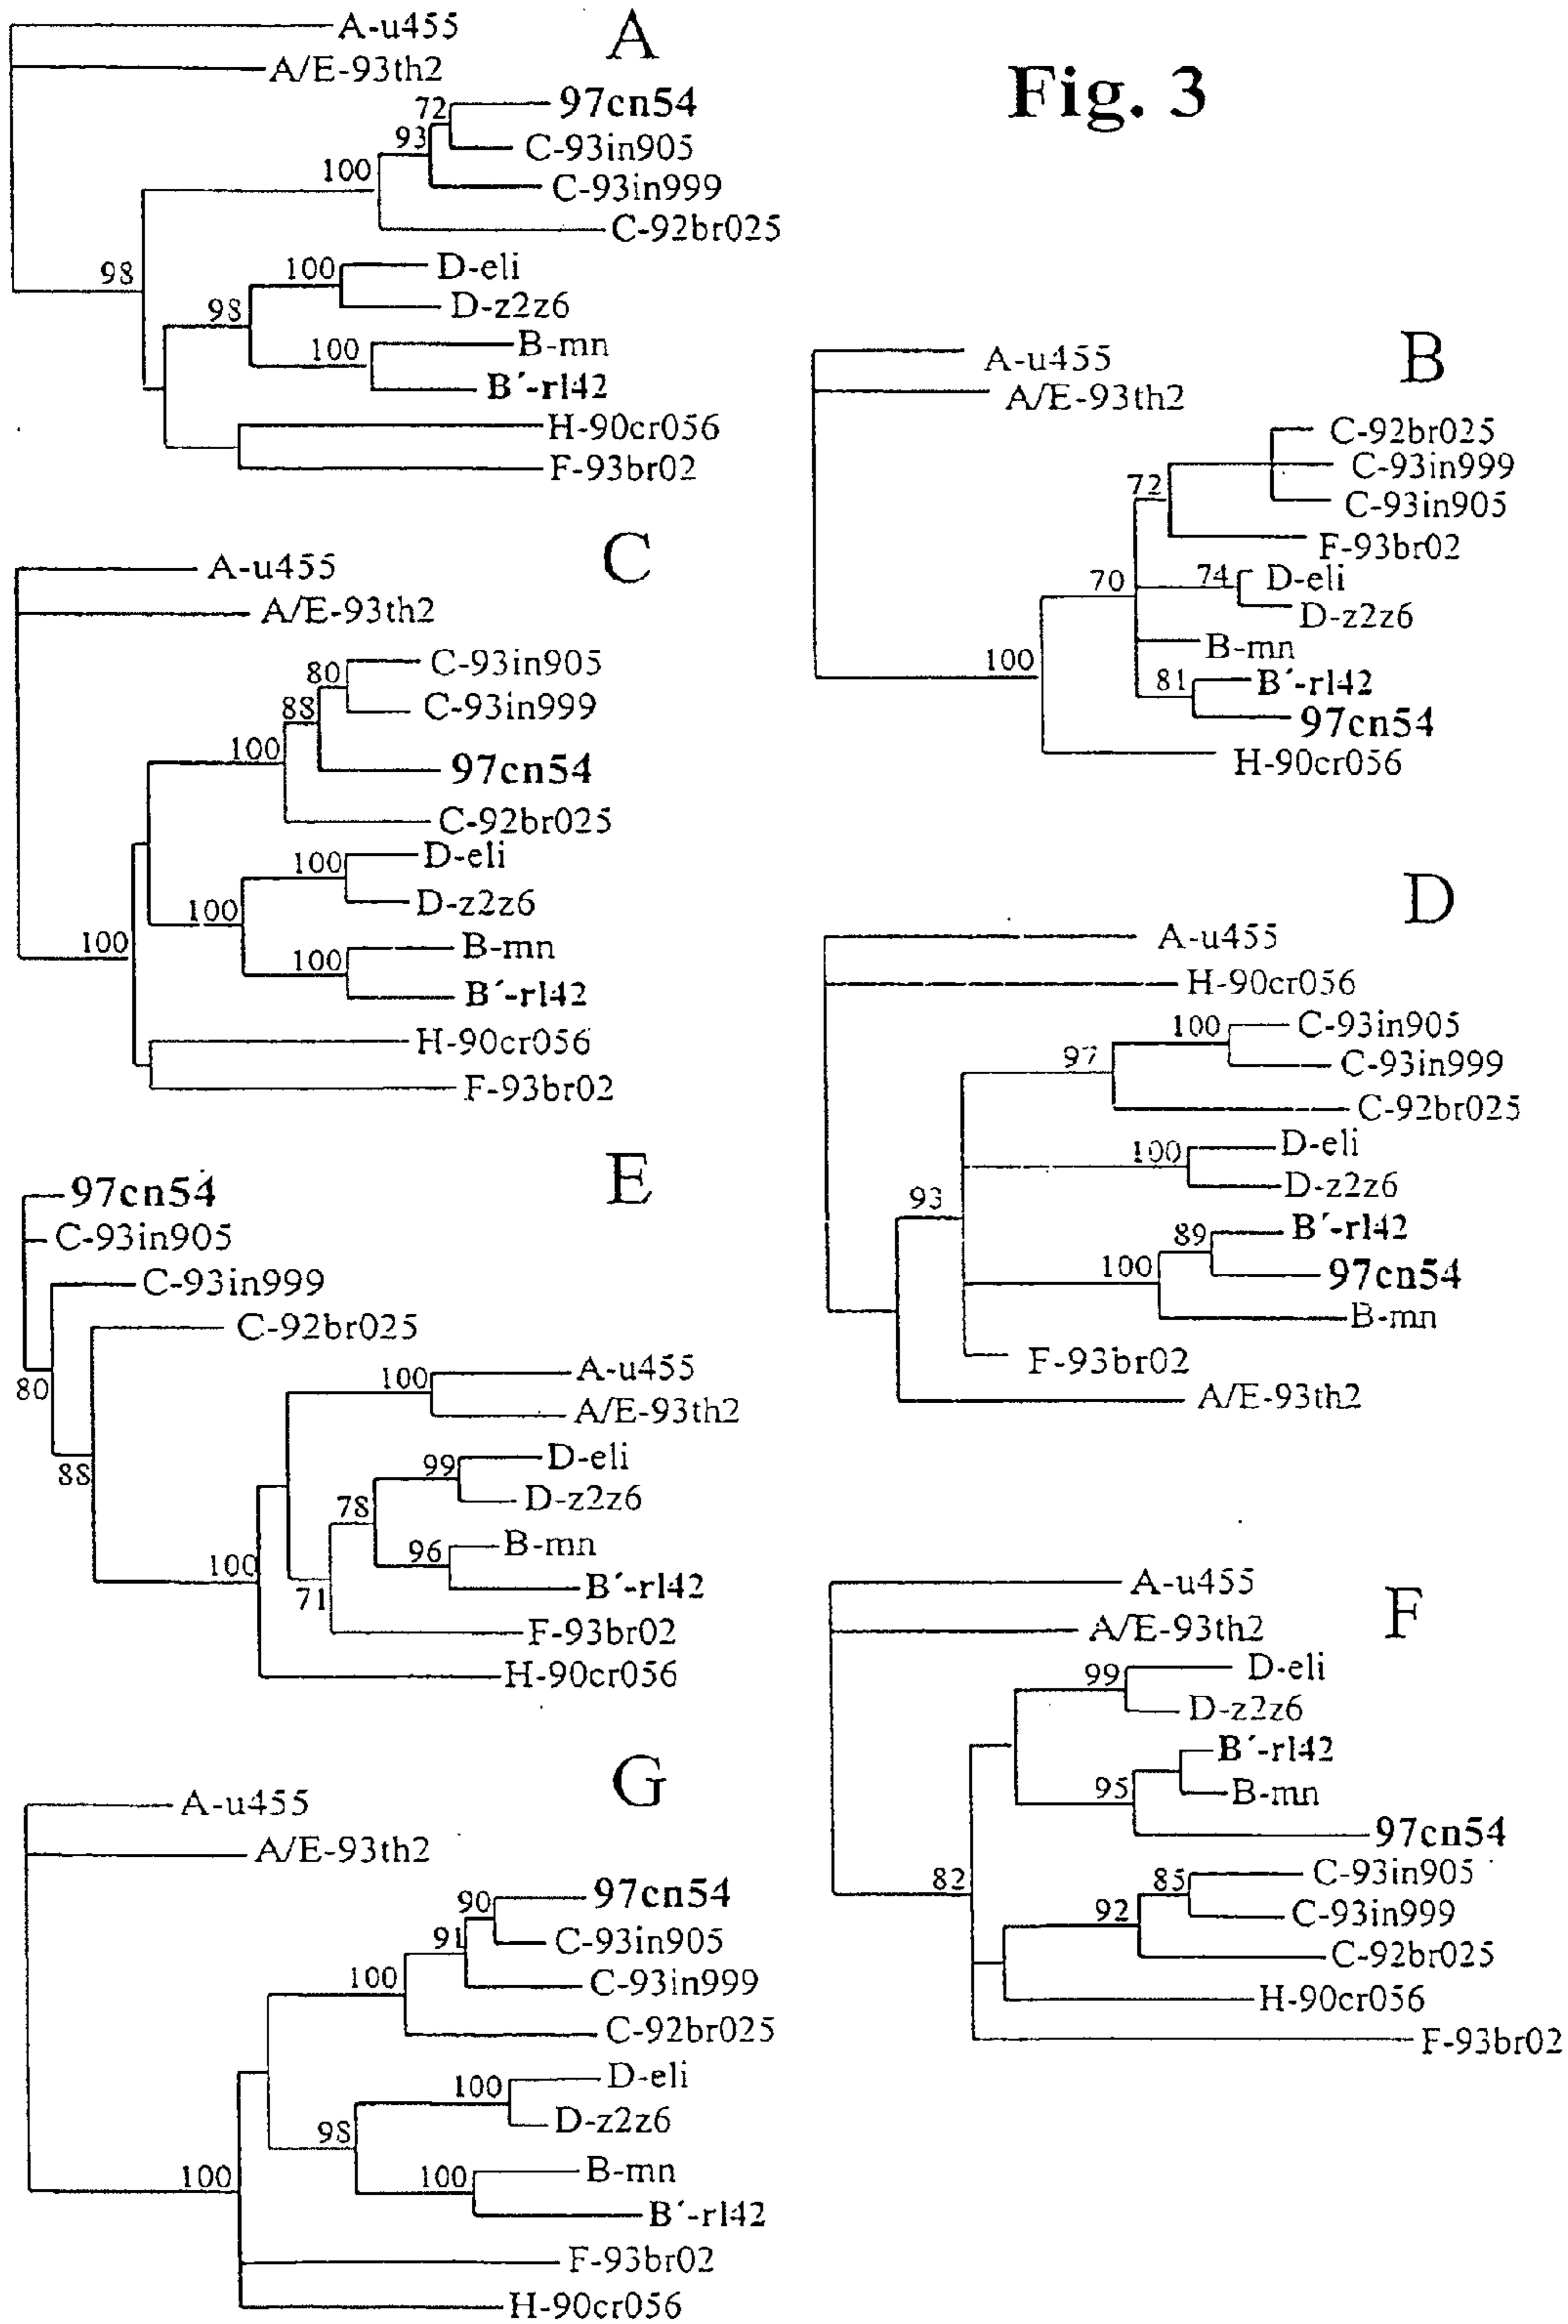 Fig. 3
A
A-u455
A/E-93th2
72
97cn54
93
C-93in905
100
C-93in999
C-92br025
98
100
D-eli
D-z2z6
98
100
B-mn
B´-rl42
H-90cr056
F-93br02
B
A-u455
A/E-93th2
C-92br025
C-93in999
72
C-93in905
F-93br02
70
74
D-eli
D-z2z6
B-mn
100
81
B´-rl42
97cn54
H-90cr056
C
A-u455
A/E-93th2
80
C-93in905
88
C-93in999
100
97cn54
C-92br025
100
D-eli
D-z2z6
100
B-mn
100
100
B´-rl42
H-90cr056
F-93br02
D
A-u455
H-90cr056
100
C-93in905
97
C-93in999
C-92br025
100
D-eli
D-z2z6
93
89
B´-rl42
100
97cn54
B-mn
F-93br02
A/E-93th2
E
97cn54
C-93in905
C-93in999
C-92br025
80
100
A-u455
A/E-93th2
88
99
D-eli
78
D-z2z6
96
B-mn
100
71
B´-rl42
F-93br02
H-90cr056
F
A-u455
A/E-93th2
99
D-eli
D-z2z6
B´-rl42
95
B-mn
97cn54
82
85
C-93in905
92
C-93in999
C-92br025
H-90cr056
F-93br02
G
A-u455
A/E-93th2
90
97cn54
91
C-93in905
100
C-93in999
C-92br025
100
D-eli
98
D-z2z6
100
100
B-mn
B´-rl42
F-93br02
H-90cr056